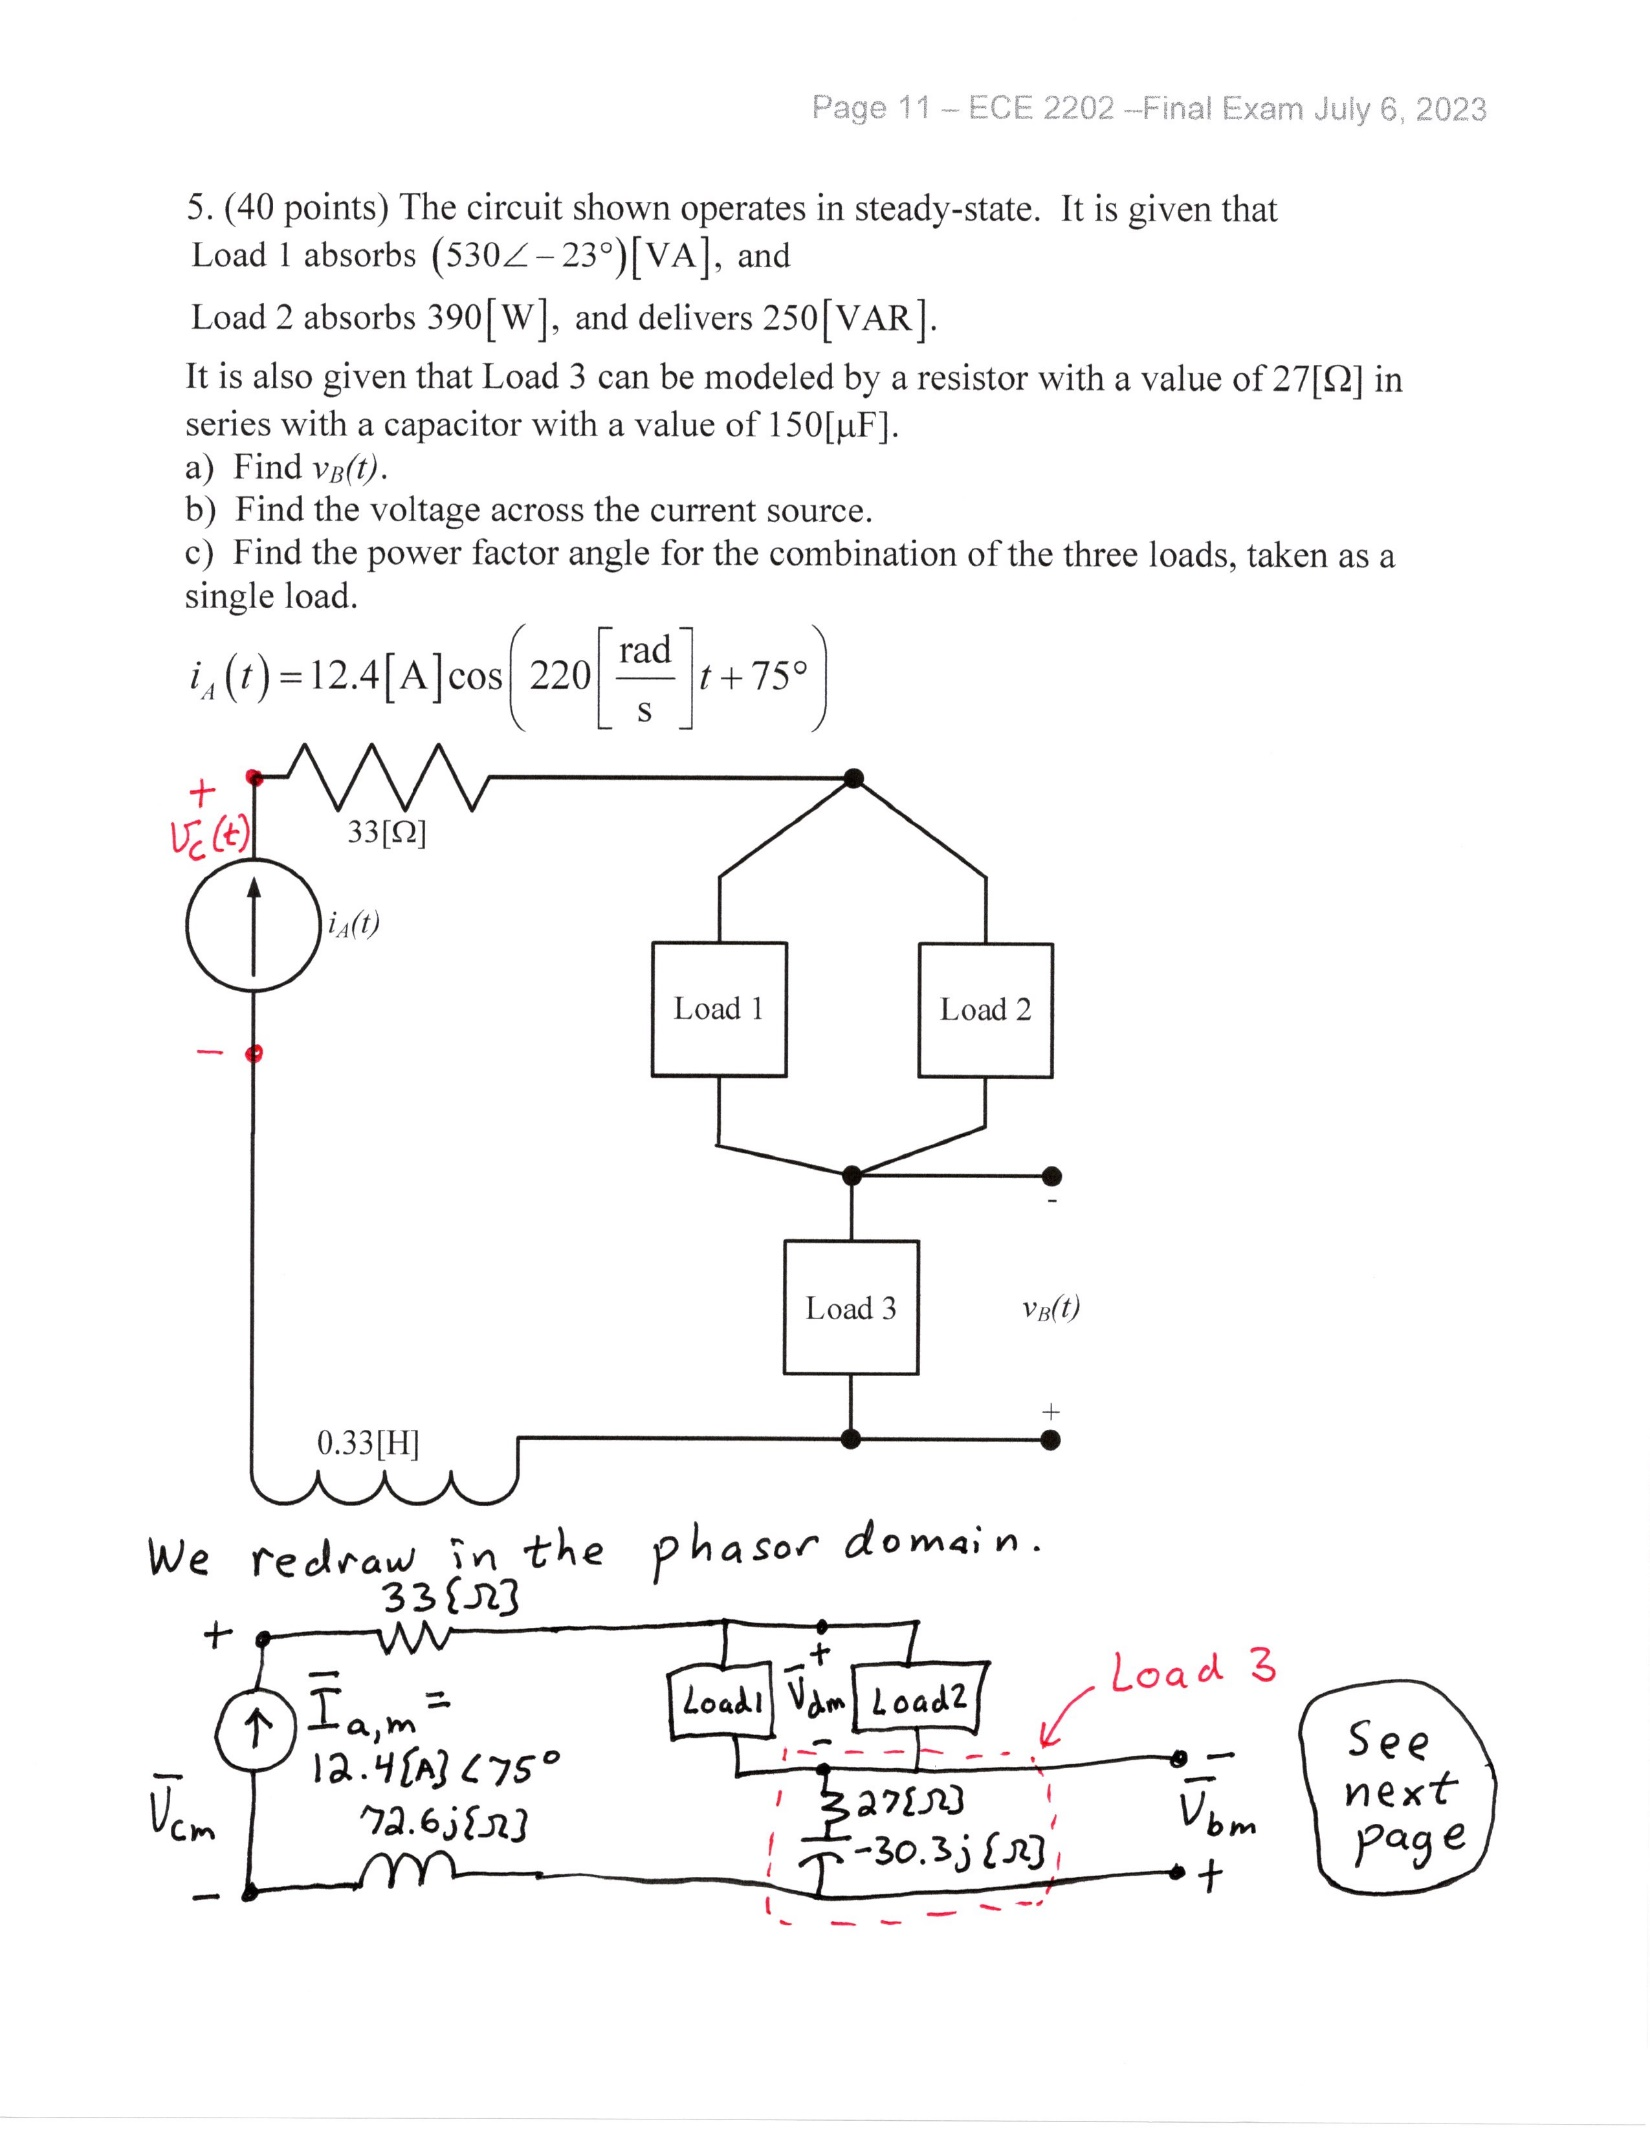 Page 11 – ECE 2202 –Final Exam July 6, 2023
5. (40 points) The circuit shown operates in steady-state. It is given that
Load 1 absorbs (530∠–23°)[VA], and
Load 2 absorbs 390[W], and delivers 250[VAR].
It is also given that Load 3 can be modeled by a resistor with a value of 27[Ω] in
series with a capacitor with a value of 150[μF].
a) Find vB(t).
b) Find the voltage across the current source.
c) Find the power factor angle for the combination of the three loads, taken as a
single load.
iA(t) = 12.4[A]cos(220[rad/s]t + 75°)
+
vc(t)
33[Ω]
iA(t)
-
Load 1
Load 2
-
Load 3
vB(t)
+
0.33[H]
We redraw in the phasor domain.
33{Ω}
+
Load 3
Ia,m =
12.4[A]∠75°
Load1
+
Vdm
-
Load2
-
Vcm
72.6j{Ω}
27{Ω}
-30.3j{Ω}
Vbm
+
-
See
next
page